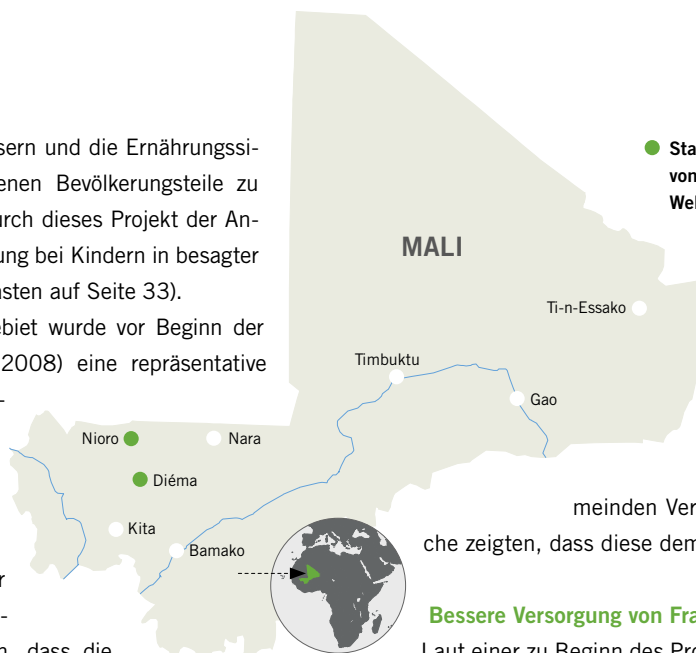 sern und die Ernährungssi-
enen Bevölkerungsteile zu
urch dieses Projekt der An-
ung bei Kindern in besagter
asten auf Seite 33).
ebiet wurde vor Beginn der
2008) eine repräsentative
-
-
n, dass die
Sta
von
Wel
MALI
Ti-n-Essako
Timbuktu
Gao
Nioro
Nara
Diéma
Kita
Bamako
meinden Ver
che zeigten, dass diese dem
Bessere Versorgung von Fra
Laut einer zu Beginn des Pro